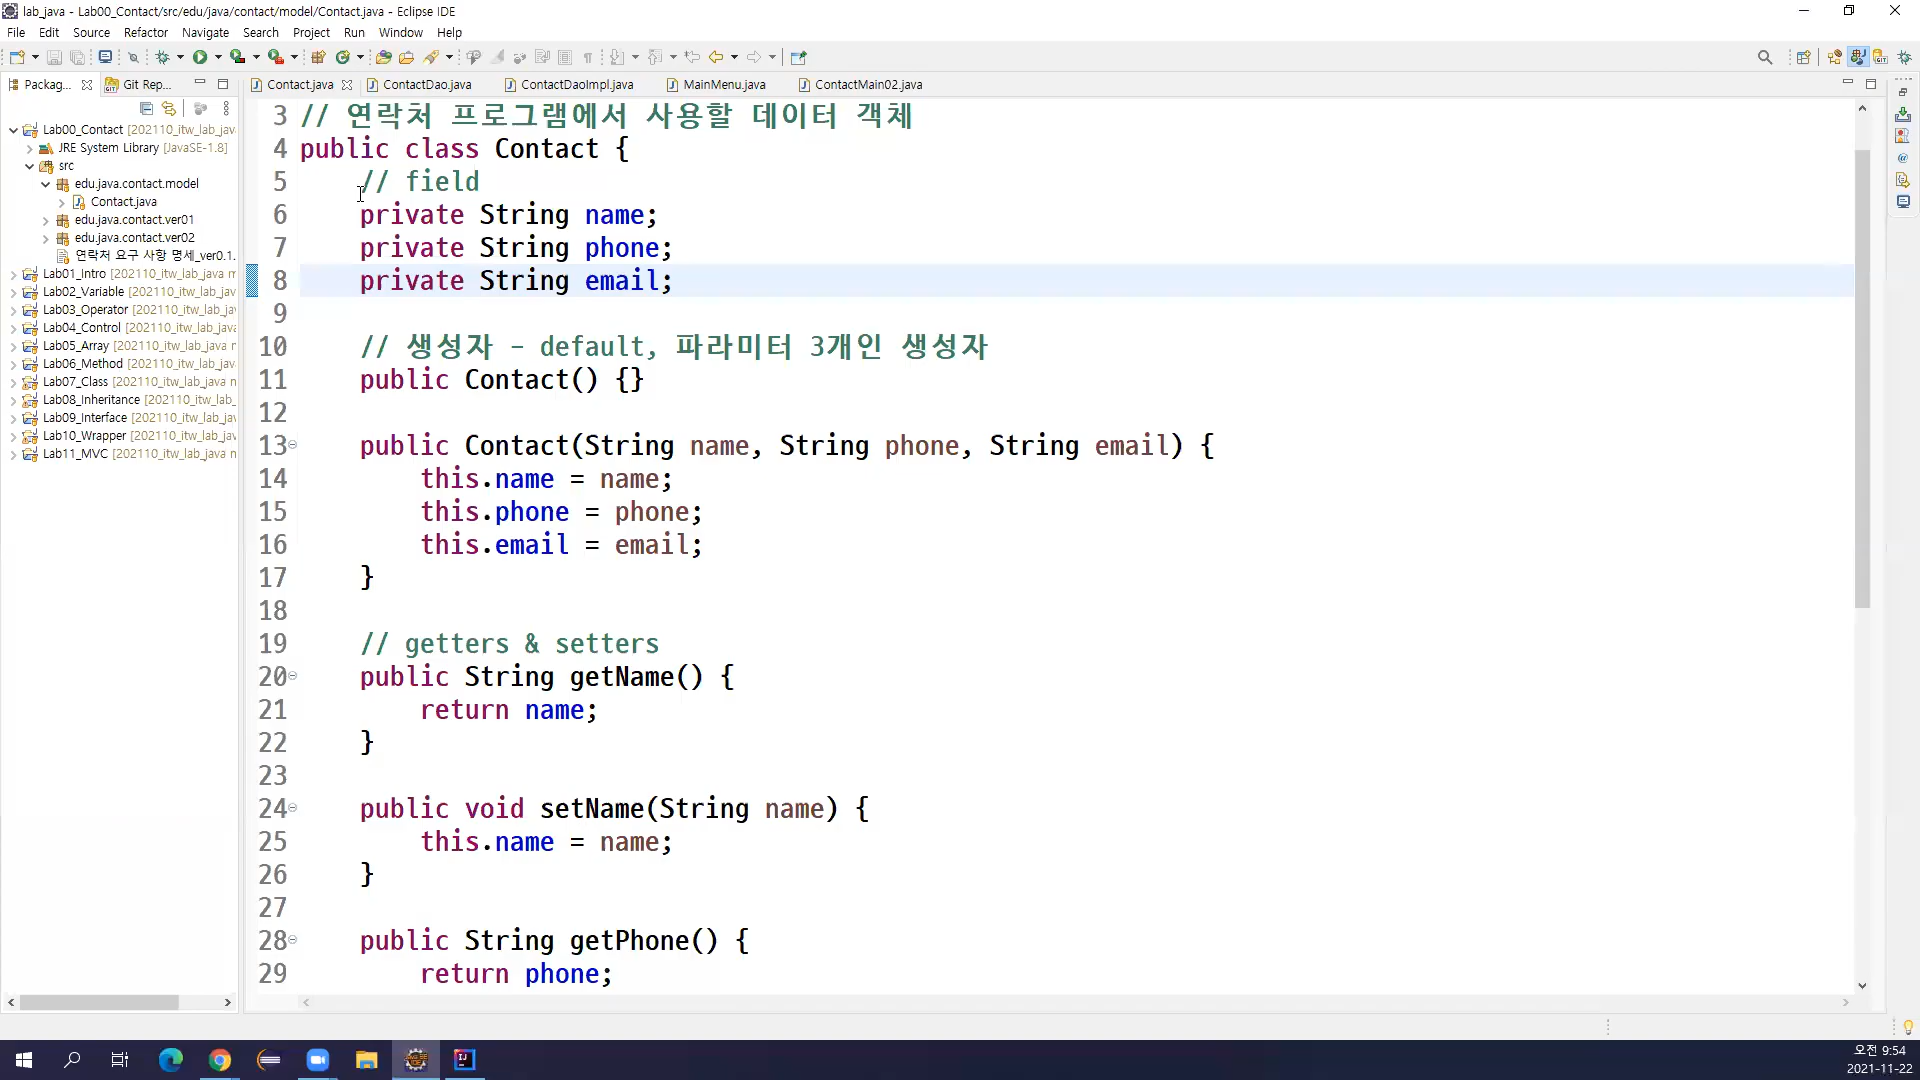 lab_java - Lab00_Contact/src/edu/java/contact/model/Contact.java - Eclipse IDE
File Edit Source Refactor Navigate Search Project Run Window Help
Packag... Git Rep...
Contact.java ContactDao.java ContactDaoImpl.java MainMenu.java ContactMain02.java
Lab00_Contact [202110_itw_lab_jav
JRE System Library [JavaSE-1.8]
src
edu.java.contact.model
Contact.java
edu.java.contact.ver01
edu.java.contact.ver02
연락처 요구 사항 명세_ver0.1.
Lab01_Intro [202110_itw_lab_java m
Lab02_Variable [202110_itw_lab_jav
Lab03_Operator [202110_itw_lab_jav
Lab04_Control [202110_itw_lab_java
Lab05_Array [202110_itw_lab_java m
Lab06_Method [202110_itw_lab_java
Lab07_Class [202110_itw_lab_java m
Lab08_Inheritance [202110_itw_lab_
Lab09_Interface [202110_itw_lab_jav
Lab10_Wrapper [202110_itw_lab_jav
Lab11_MVC [202110_itw_lab_java m
3 // 연락처 프로그램에서 사용할 데이터 객체
4 public class Contact {
5 // field
6 private String name;
7 private String phone;
8 private String email;
9
10 // 생성자 - default, 파라미터 3개인 생성자
11 public Contact() {}
12
13 public Contact(String name, String phone, String email) {
14 this.name = name;
15 this.phone = phone;
16 this.email = email;
17 }
18
19 // getters & setters
20 public String getName() {
21 return name;
22 }
23
24 public void setName(String name) {
25 this.name = name;
26 }
27
28 public String getPhone() {
29 return phone;
오전 9:54
2021-11-22